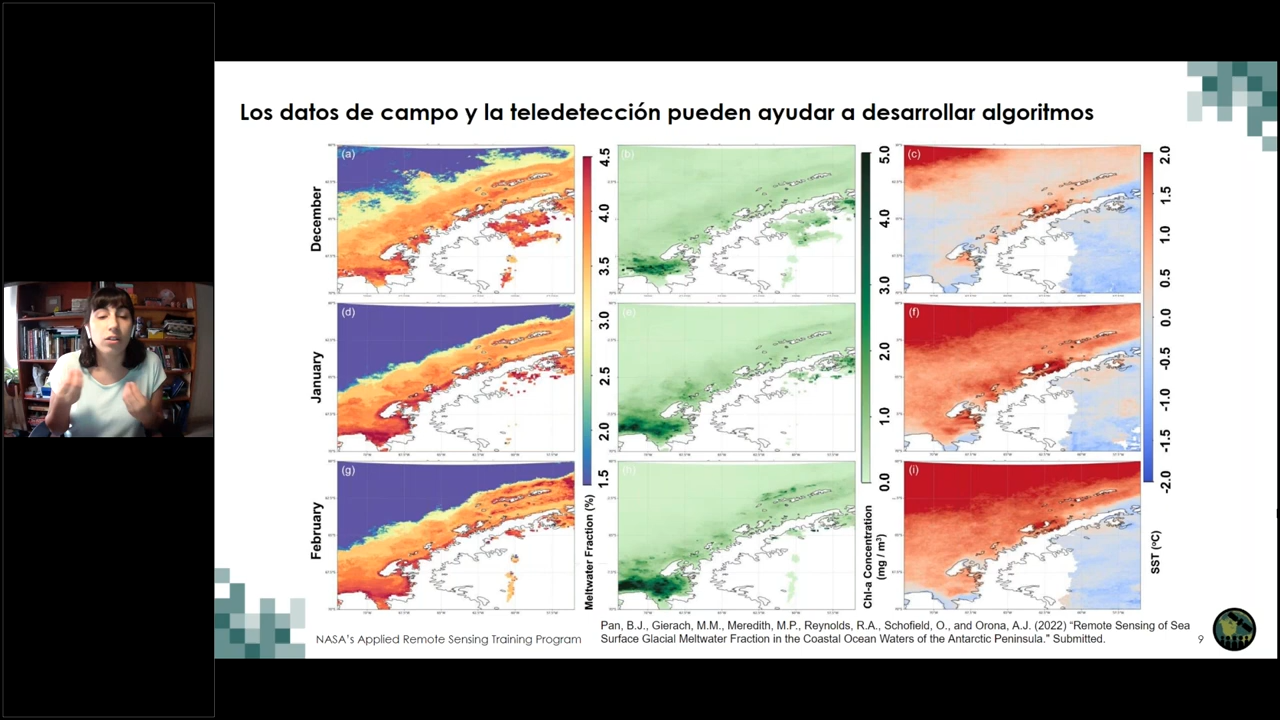 Los datos de campo y la teledetección pueden ayudar a desarrollar algoritmos
December
January
February
(a)
(b)
(c)
(d)
(e)
(f)
(g)
(h)
(i)
4.5
4.0
3.5
3.0
2.5
2.0
1.5
Meltwater Fraction (%)
5.0
4.0
3.0
2.0
1.0
0.0
Chl-a Concentration
(mg / m³)
2.0
1.5
1.0
0.5
0.0
-0.5
-1.0
-1.5
-2.0
SST (°C)
NASA's Applied Remote Sensing Training Program
Pan, B.J., Gierach, M.M., Meredith, M.P., Reynolds, R.A., Schofield, O., and Orona, A.J. (2022) “Remote Sensing of Sea
Surface Glacial Meltwater Fraction in the Coastal Ocean Waters of the Antarctic Peninsula.” Submitted.
9